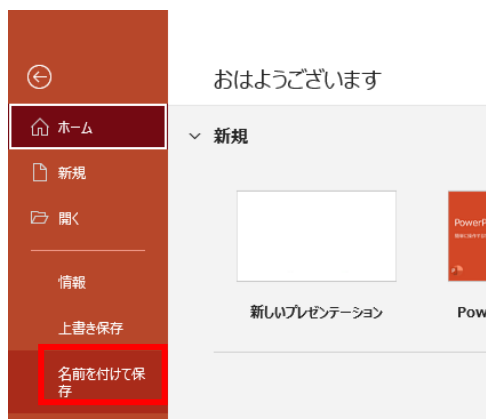 おはようございます
ホーム
新規
開く
情報
上書き保存
名前を付けて保
存
新規
新しいプレゼンテーション
PowerP
Pow